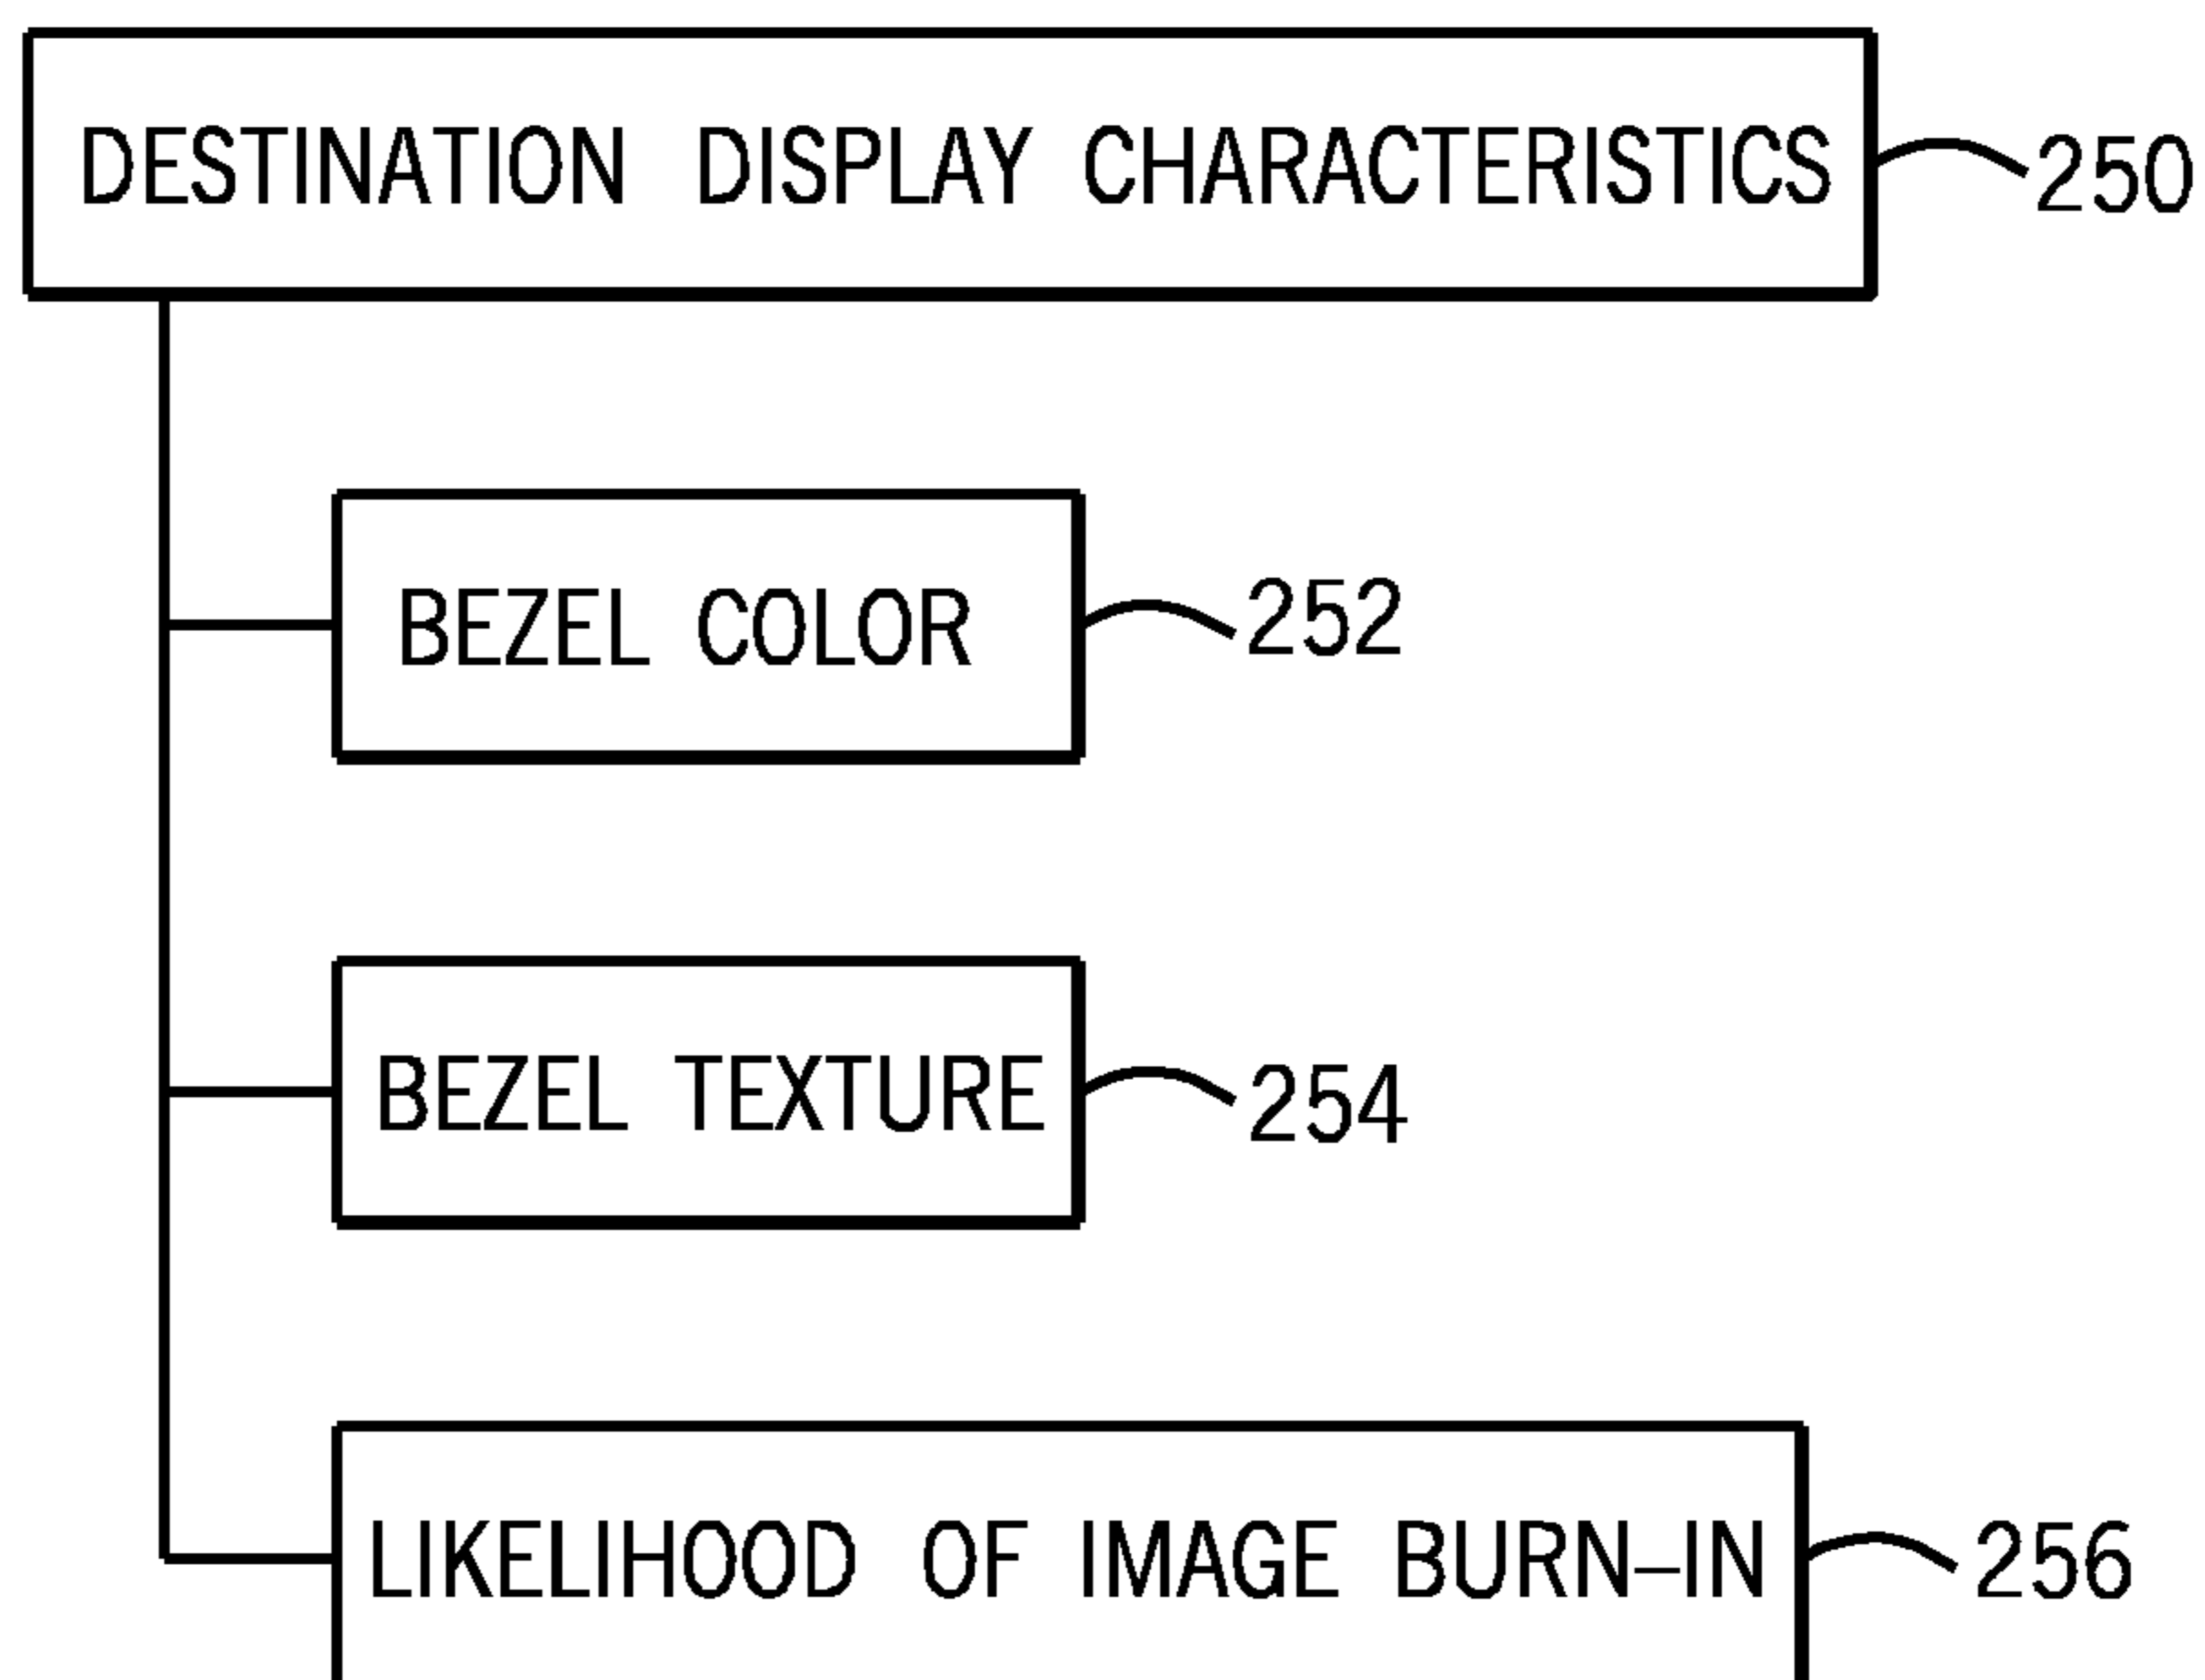 DESTINATION DISPLAY CHARACTERISTICS
250
BEZEL COLOR
252
BEZEL TEXTURE
254
LIKELIHOOD OF IMAGE BURN–IN
256